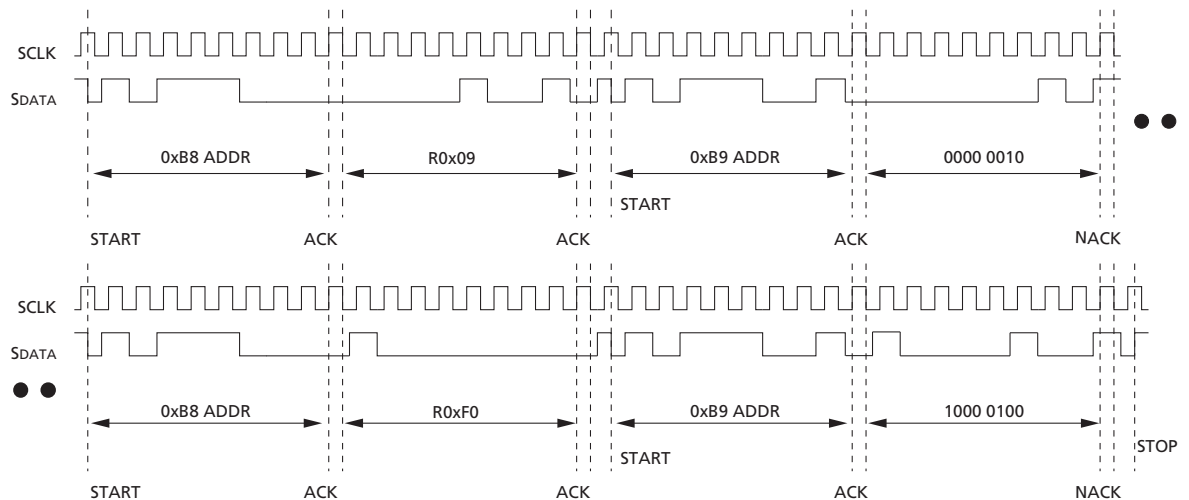 SCLK
SDATA
0xB8 ADDR R0x09 0xB9 ADDR 0000 0010
START
START ACK ACK ACK NACK
SCLK
SDATA
0xB8 ADDR R0xF0 0xB9 ADDR 1000 0100
START STOP
START ACK ACK ACK NACK